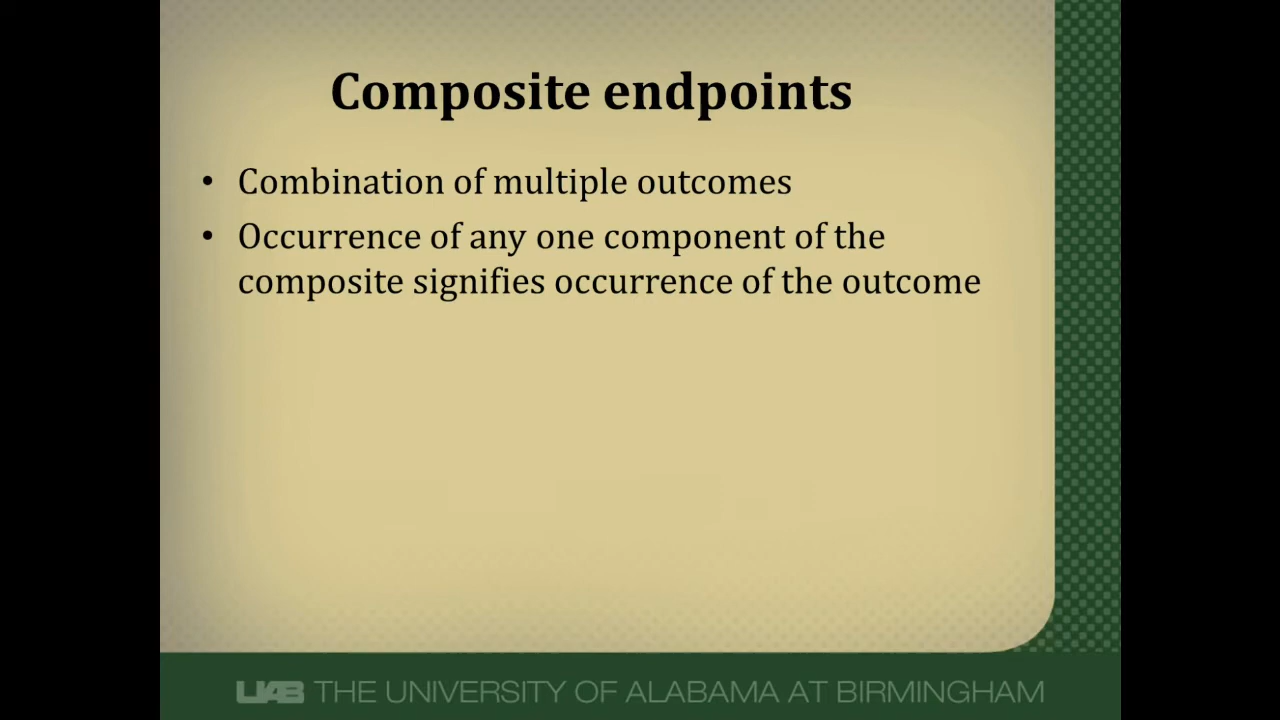 Composite endpoints
• Combination of multiple outcomes
• Occurrence of any one component of the
composite signifies occurrence of the outcome
UAB THE UNIVERSITY OF ALABAMA AT BIRMINGHAM